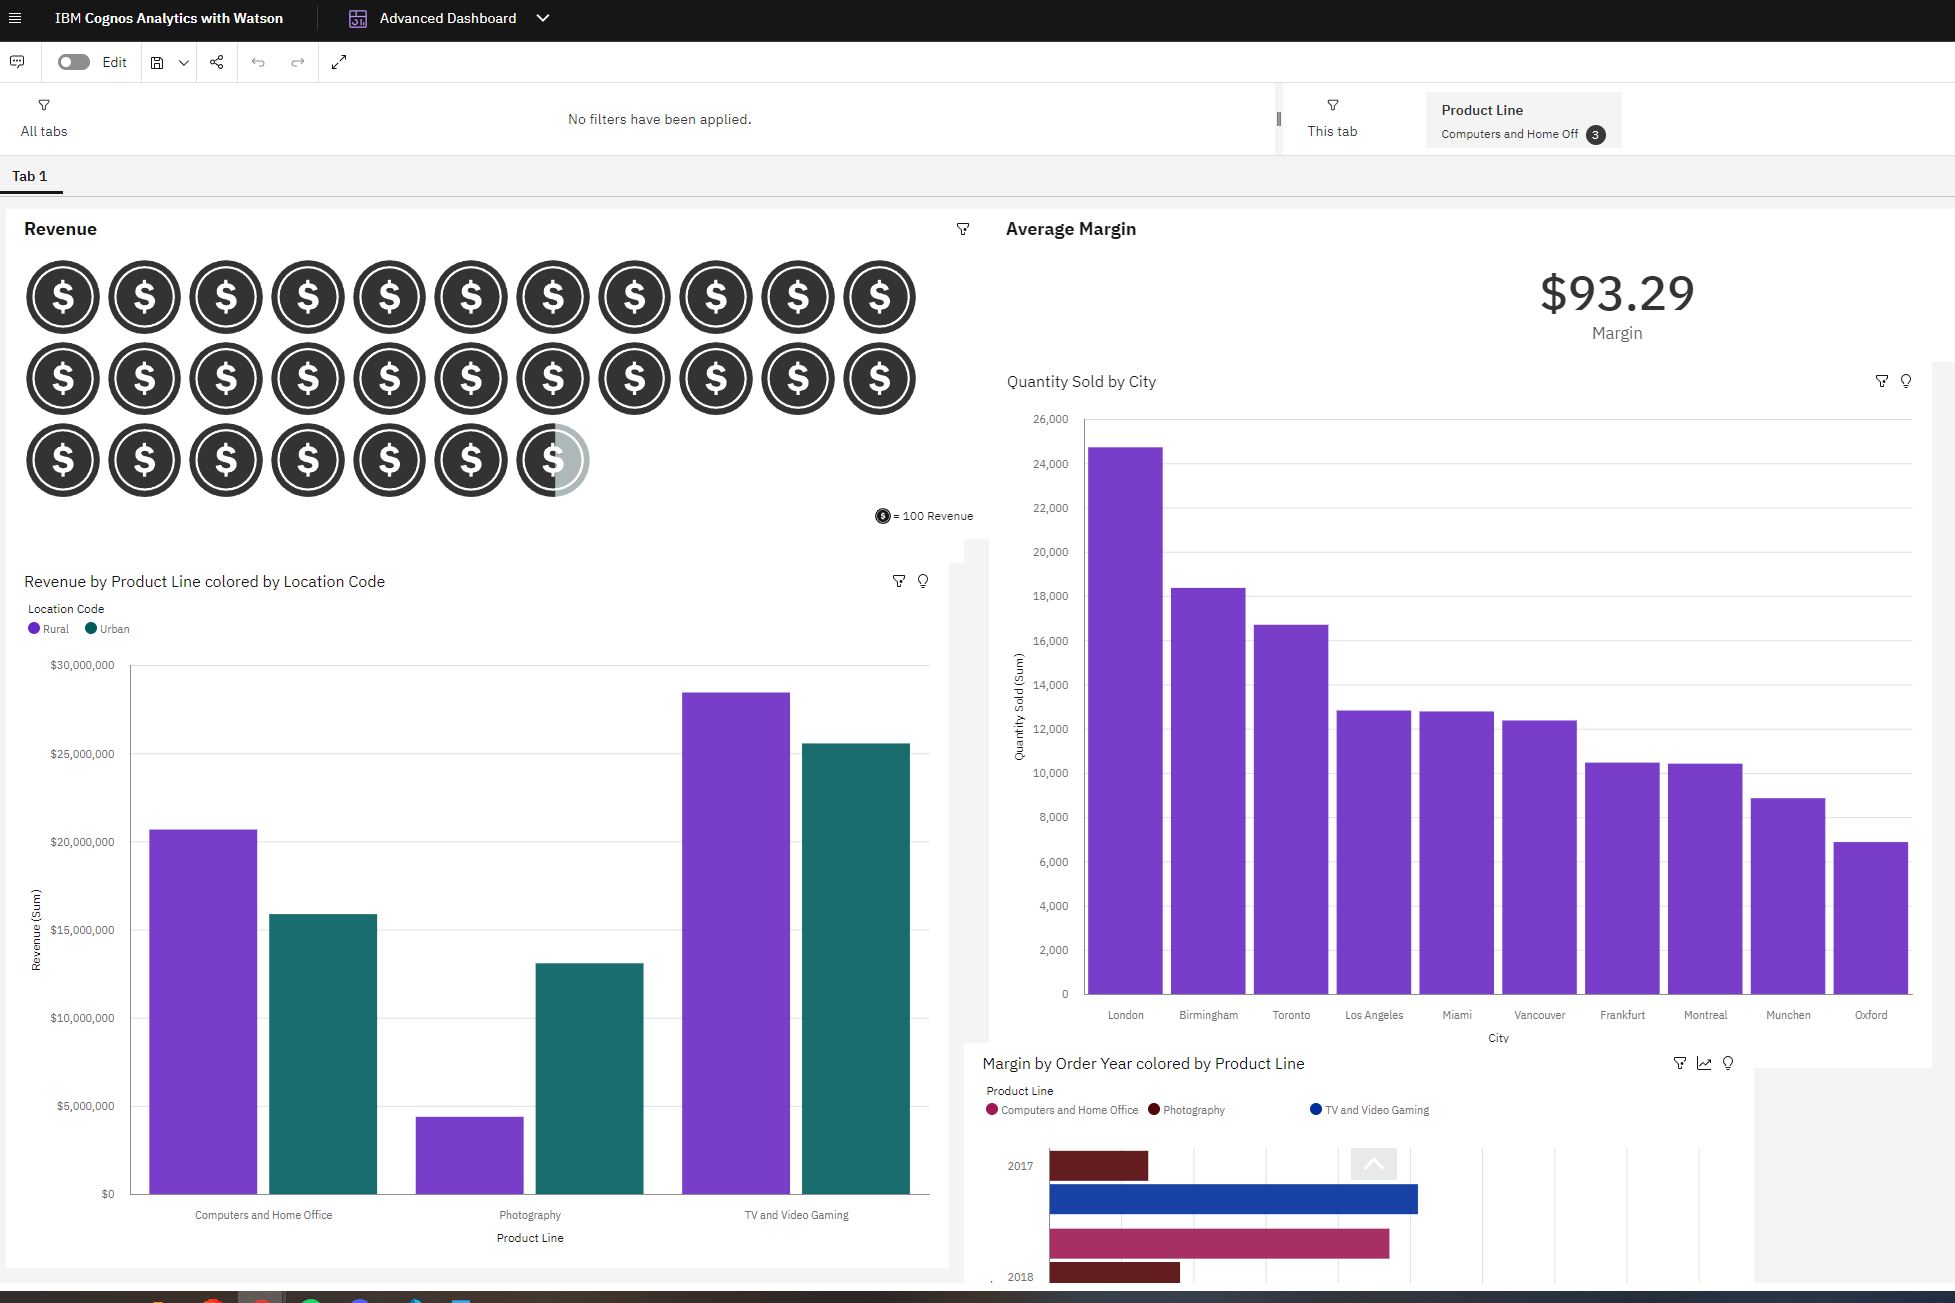 IBM Cognos Analytics with Watson
Advanced Dashboard
Edit
All tabs
No filters have been applied.
This tab
Product Line
Computers and Home Off 3
Tab 1
Revenue
$ $ $ $ $ $ $ $ $ $ $
$ $ $ $ $ $ $ $ $ $ $
$ $ $ $ $ $ $
$ = 100 Revenue
Average Margin
$93.29
Margin
Revenue by Product Line colored by Location Code
Location Code
Rural Urban
$30,000,000
$25,000,000
$20,000,000
$15,000,000
$10,000,000
$5,000,000
$0
Revenue (Sum)
Computers and Home Office Photography TV and Video Gaming
Product Line
Quantity Sold by City
26,000
24,000
22,000
20,000
18,000
16,000
14,000
12,000
10,000
8,000
6,000
4,000
2,000
0
Quantity Sold (Sum)
London Birmingham Toronto Los Angeles Miami Vancouver Frankfurt Montreal Munchen Oxford
City
Margin by Order Year colored by Product Line
Product Line
Computers and Home Office Photography TV and Video Gaming
2017
2018